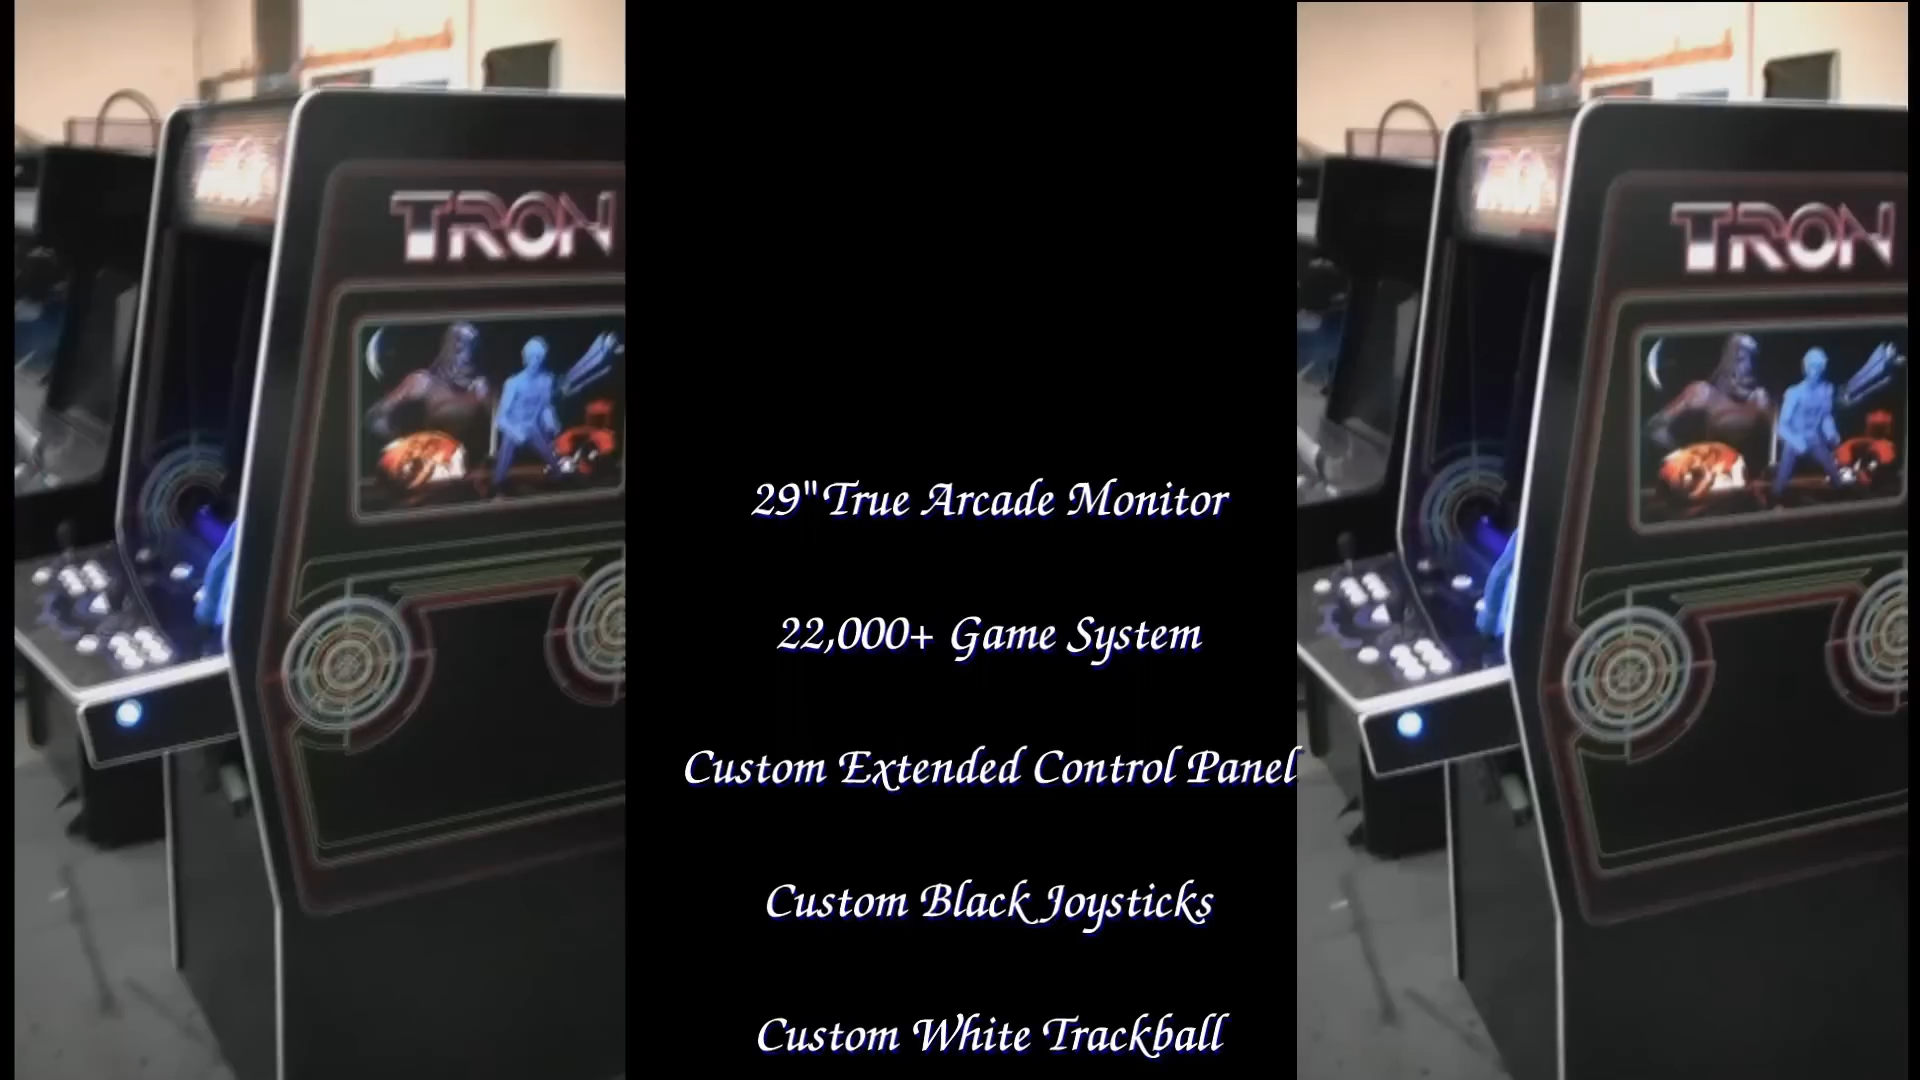 TRON
29"True Arcade Monitor
22,000+ Game System
Custom Extended Control Panel
Custom Black Joysticks
Custom White Trackball
TRON